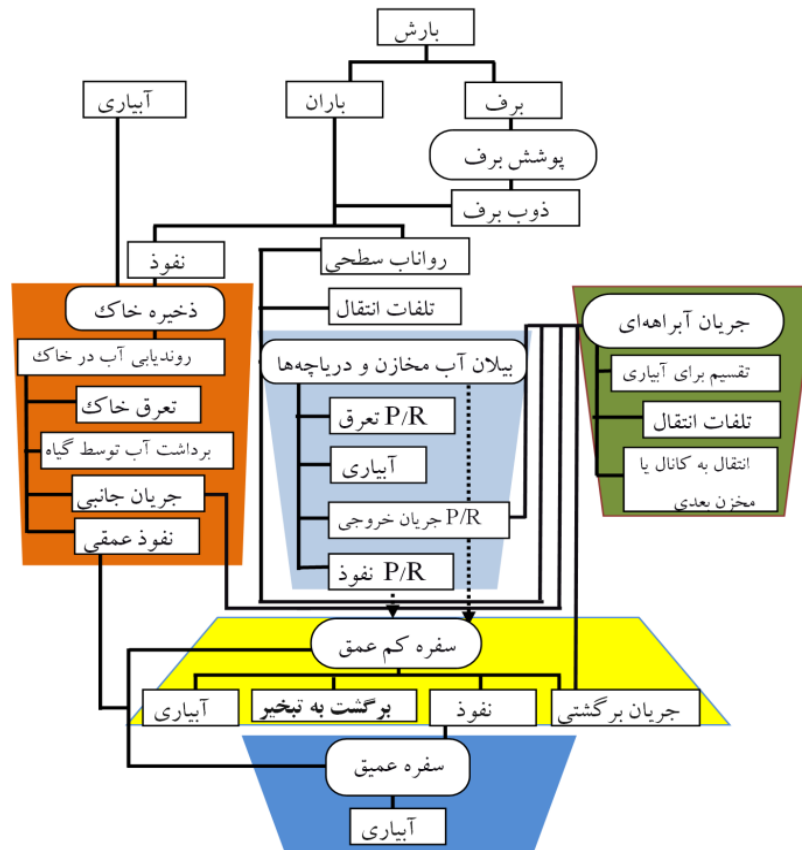 بارش
آبیاری
باران
برف
پوشش برف
ذوب برف
نفوذ
رواناب سطحی
ذخیره خاک
تلفات انتقال
جریان آبراهه‌ای
روندیابی آب در خاک
بیلان آب مخازن و دریاچه‌ها
تقسیم برای آبیاری
تعرق خاک
P/R تعرق
تلفات انتقال
برداشت آب توسط گیاه
آبیاری
انتقال به کانال یا
مخزن بعدی
جریان جانبی
P/R جریان خروجی
نفوذ عمقی
P/R نفوذ
سفره کم عمق
جریان برگشتی
نفوذ
برگشت به تبخیر
آبیاری
سفره عمیق
آبیاری